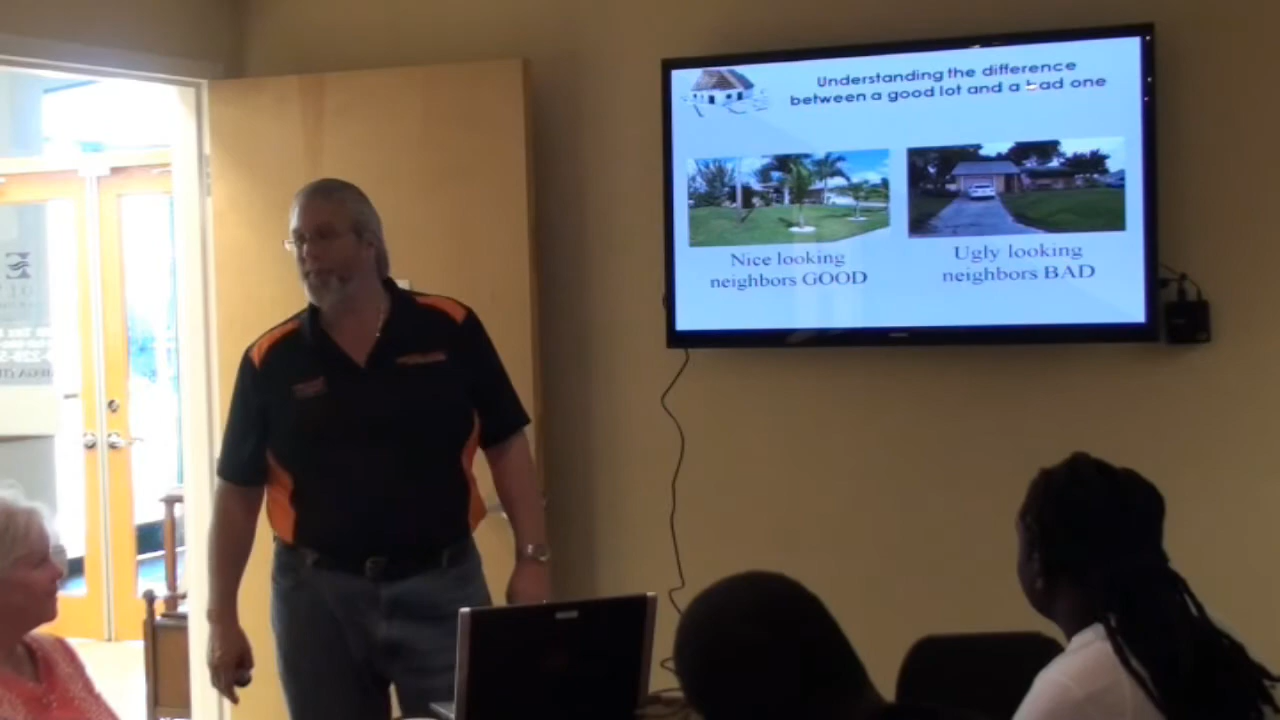 Understanding the difference
between a good lot and a bad one
Nice looking
neighbors GOOD
Ugly looking
neighbors BAD